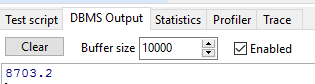 Test script DBMS Output Statistics Profiler Trace
Clear Buffer size 10000 Enabled
8703.2